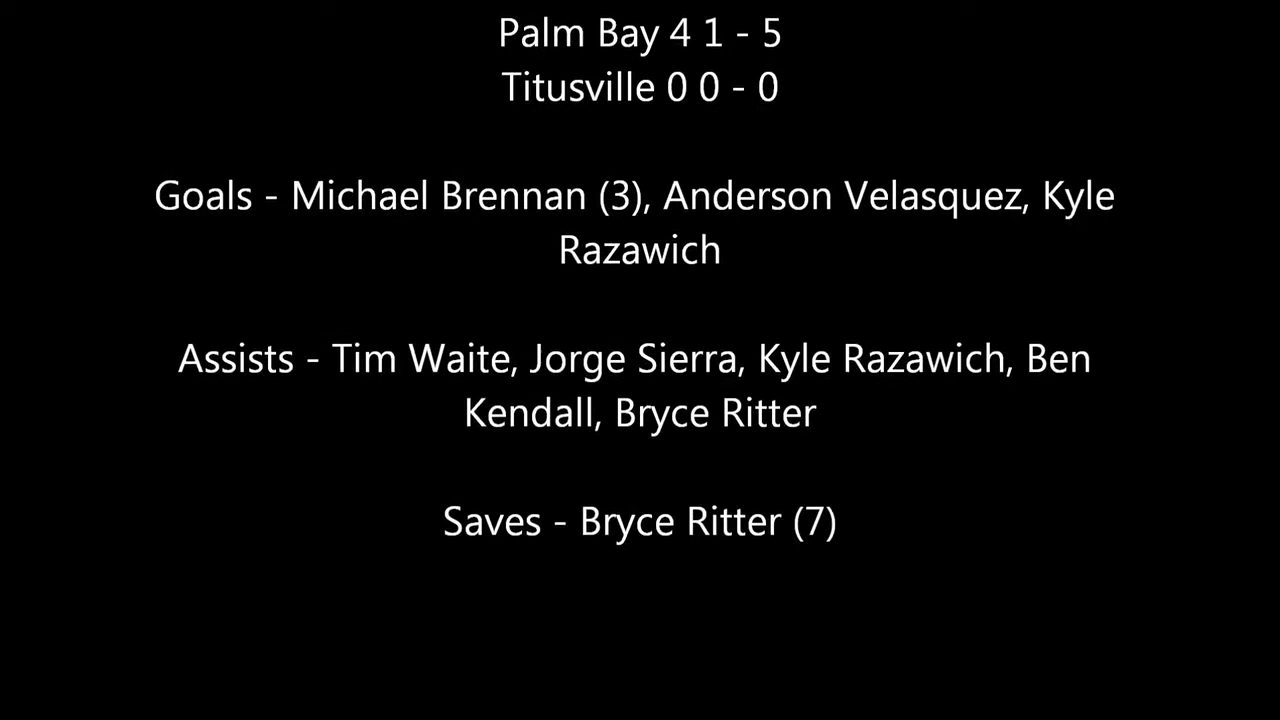 Palm Bay 4 1 - 5
Titusville 0 0 - 0
Goals - Michael Brennan (3), Anderson Velasquez, Kyle
Razawich
Assists - Tim Waite, Jorge Sierra, Kyle Razawich, Ben
Kendall, Bryce Ritter
Saves - Bryce Ritter (7)